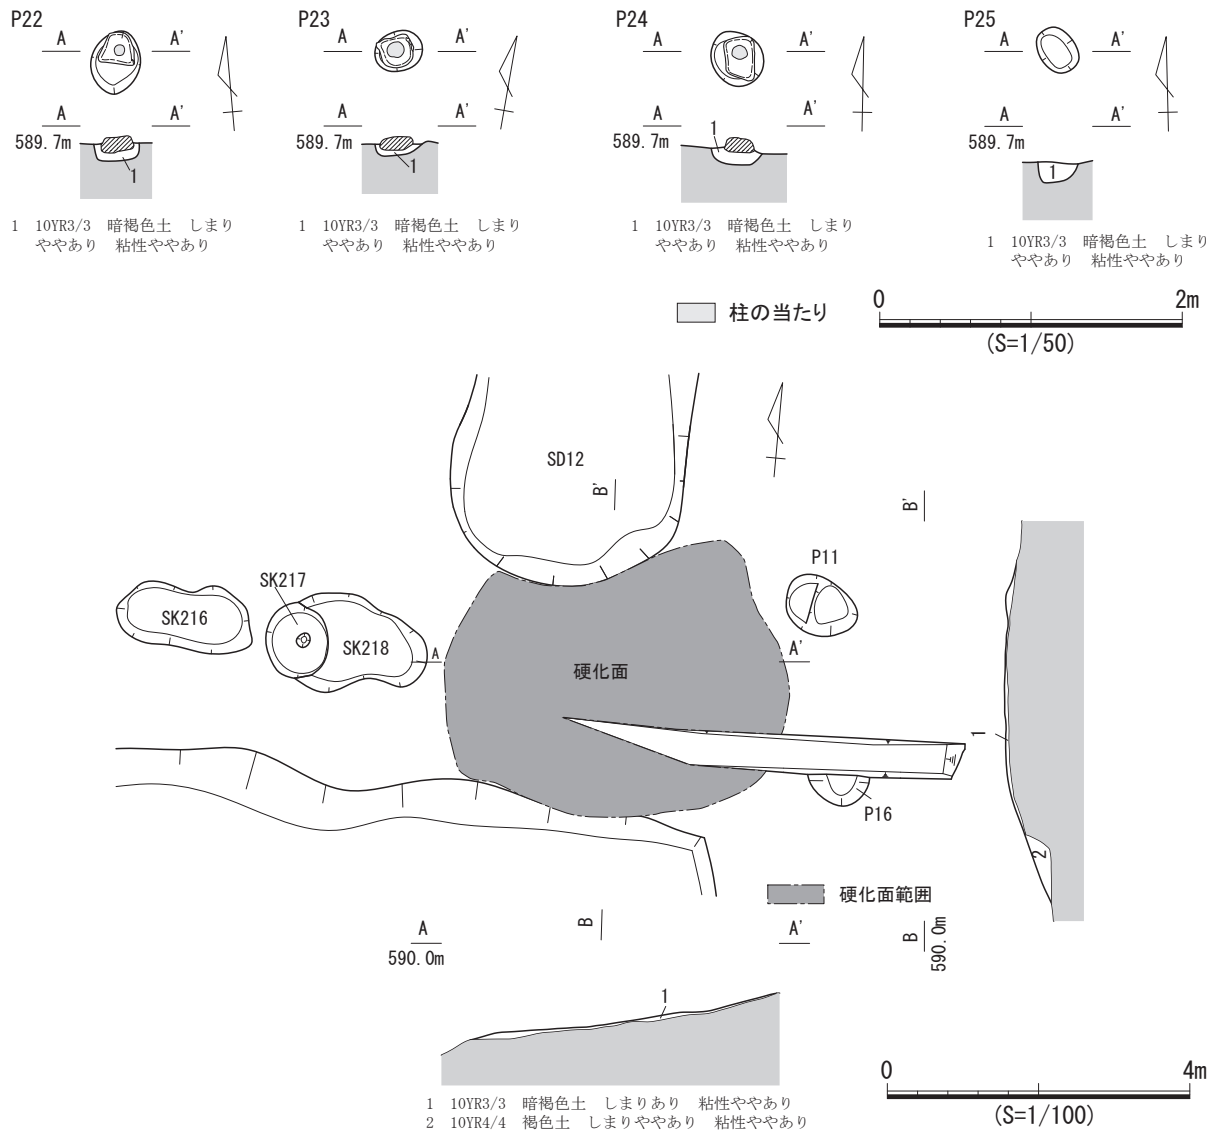 P22
P23
P24
P25
A A'
A A'
A A'
A A'
A A'
A A'
A A'
A A'
589.7m
589.7m
589.7m
589.7m
1
1
1
1
1 10YR3/3 暗褐色土 しまり
ややあり 粘性ややあり
1 10YR3/3 暗褐色土 しまり
ややあり 粘性ややあり
1 10YR3/3 暗褐色土 しまり
ややあり 粘性ややあり
1 10YR3/3 暗褐色土 しまり
ややあり 粘性ややあり
柱の当たり
0 2m
(S=1/50)
SD12
B'
B'
P11
SK217
SK216
SK218
A A'
硬化面
1
P16
2
硬化面範囲
A
590.0m
B
A'
B
590.0m
1
0 4m
(S=1/100)
1 10YR3/3 暗褐色土 しまりあり 粘性ややあり
2 10YR4/4 褐色土 しまりややあり 粘性ややあり